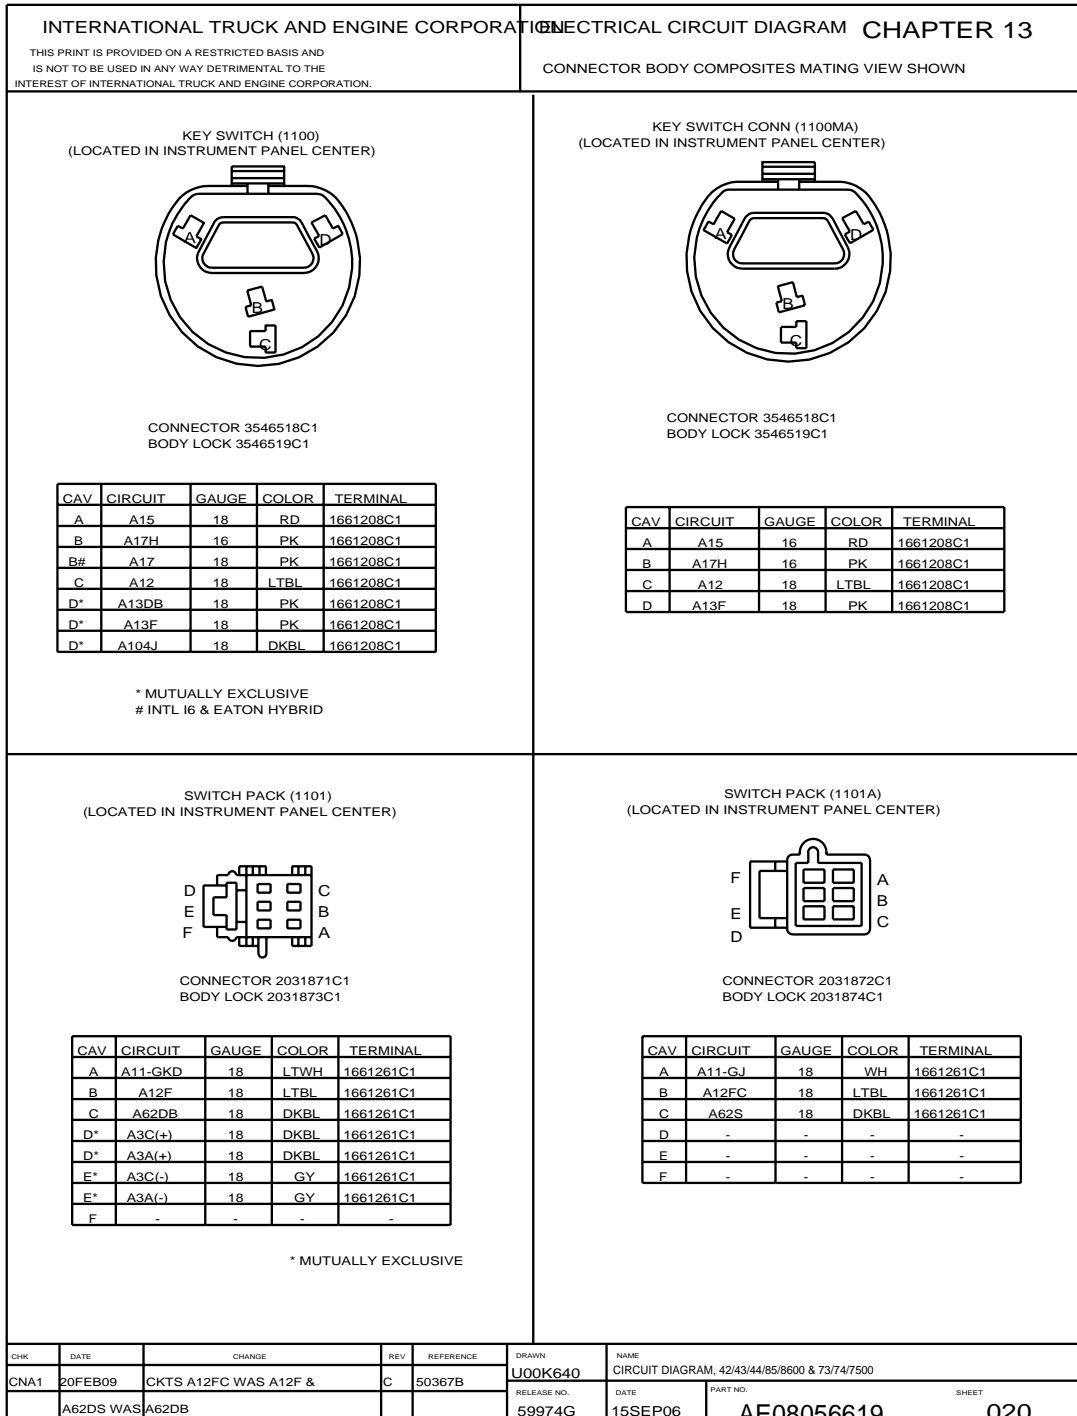 INTERNATIONAL TRUCK AND ENGINE CORPORATION
THIS PRINT IS PROVIDED ON A RESTRICTED BASIS AND
IS NOT TO BE USED IN ANY WAY DETRIMENTAL TO THE
INTEREST OF INTERNATIONAL TRUCK AND ENGINE CORPORATION.
ELECTRICAL CIRCUIT DIAGRAM CHAPTER 13
CONNECTOR BODY COMPOSITES MATING VIEW SHOWN
KEY SWITCH (1100)
(LOCATED IN INSTRUMENT PANEL CENTER)
A
D
B
C
CONNECTOR 3546518C1
BODY LOCK 3546519C1
CAV CIRCUIT GAUGE COLOR TERMINAL
A A15 18 RD 1661208C1
B A17H 16 PK 1661208C1
B# A17 18 PK 1661208C1
C A12 18 LTBL 1661208C1
D* A13DB 18 PK 1661208C1
D* A13F 18 PK 1661208C1
D* A104J 18 DKBL 1661208C1
* MUTUALLY EXCLUSIVE
# INTL I6 & EATON HYBRID
KEY SWITCH CONN (1100MA)
(LOCATED IN INSTRUMENT PANEL CENTER)
A
D
B
C
CONNECTOR 3546518C1
BODY LOCK 3546519C1
CAV CIRCUIT GAUGE COLOR TERMINAL
A A15 16 RD 1661208C1
B A17H 16 PK 1661208C1
C A12 18 LTBL 1661208C1
D A13F 18 PK 1661208C1
SWITCH PACK (1101)
(LOCATED IN INSTRUMENT PANEL CENTER)
D C
E B
F A
CONNECTOR 2031871C1
BODY LOCK 2031873C1
CAV CIRCUIT GAUGE COLOR TERMINAL
A A11-GKD 18 LTWH 1661261C1
B A12F 18 LTBL 1661261C1
C A62DB 18 DKBL 1661261C1
D* A3C(+) 18 DKBL 1661261C1
D* A3A(+) 18 DKBL 1661261C1
E* A3C(-) 18 GY 1661261C1
E* A3A(-) 18 GY 1661261C1
F - - - -
* MUTUALLY EXCLUSIVE
SWITCH PACK (1101A)
(LOCATED IN INSTRUMENT PANEL CENTER)
F A
B
E C
D
CONNECTOR 2031872C1
BODY LOCK 2031874C1
CAV CIRCUIT GAUGE COLOR TERMINAL
A A11-GJ 18 WH 1661261C1
B A12FC 18 LTBL 1661261C1
C A62S 18 DKBL 1661261C1
D - - - -
E - - - -
F - - - -
CHK DATE CHANGE REV REFERENCE
CNA1 20FEB09 CKTS A12FC WAS A12F & C 50367B
A62DS WAS A62DB
DRAWN
U00K640
NAME
CIRCUIT DIAGRAM, 42/43/44/85/8600 & 73/74/7500
RELEASE NO.
59974G
DATE
15SEP06
PART NO.
AE08056619
SHEET
020